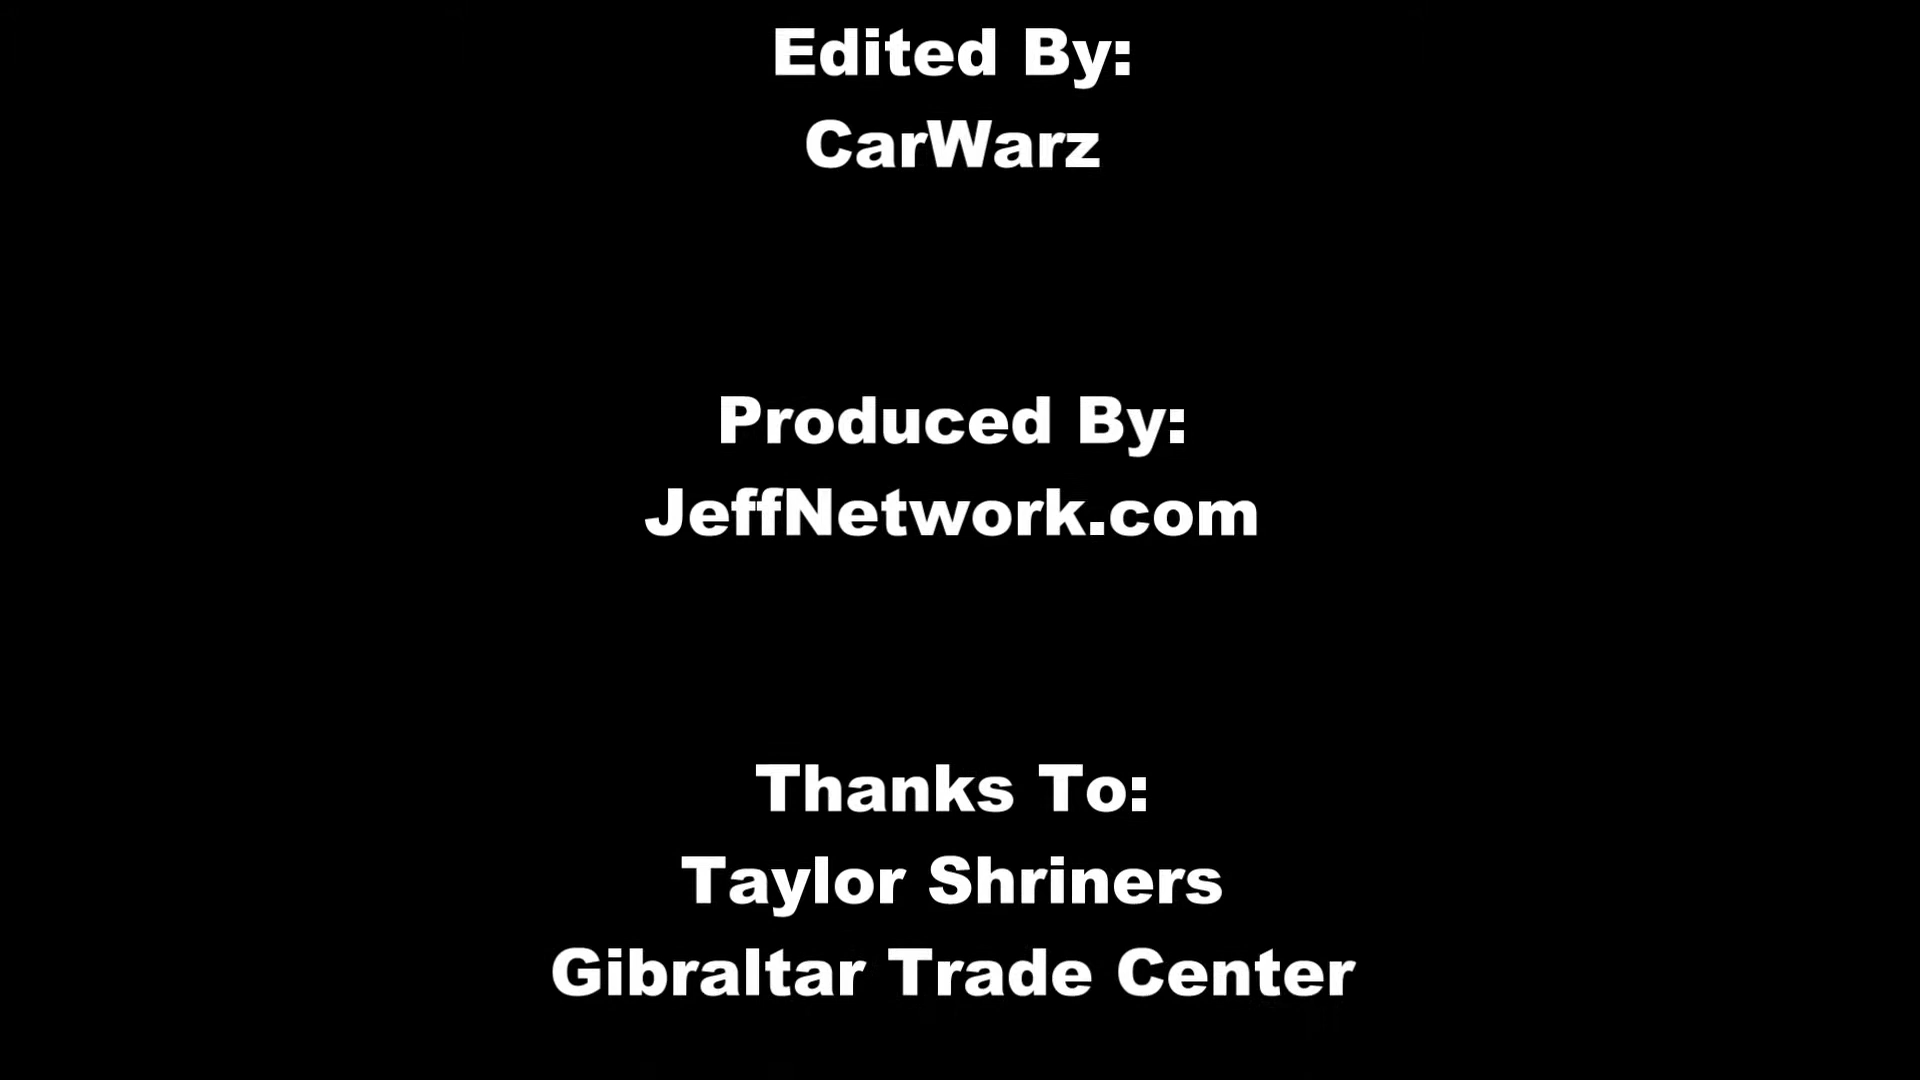 Edited By:
CarWarz
Produced By:
JeffNetwork.com
Thanks To:
Taylor Shriners
Gibraltar Trade Center